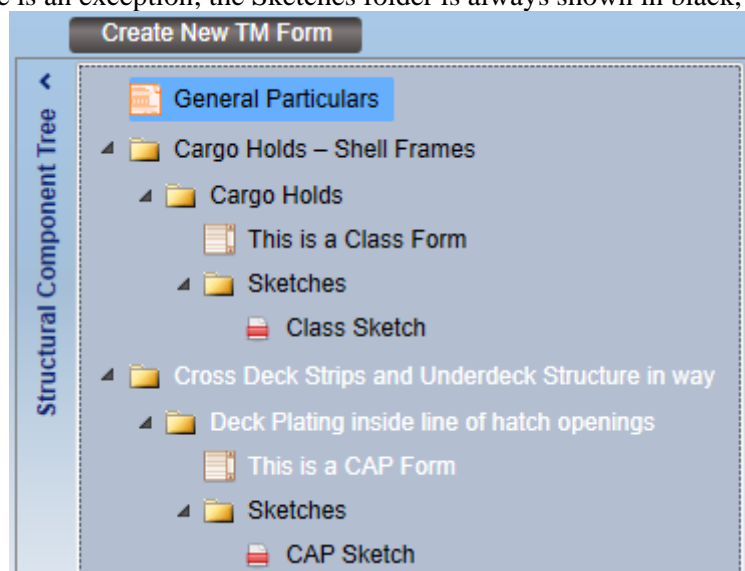 e is an exception, the Sketches folder is always shown in black,
Create New TM Form
Structural Component Tree
General Particulars
Cargo Holds – Shell Frames
Cargo Holds
This is a Class Form
Sketches
Class Sketch
Cross Deck Strips and Underdeck Structure in way
Deck Plating inside line of hatch openings
This is a CAP Form
Sketches
CAP Sketch